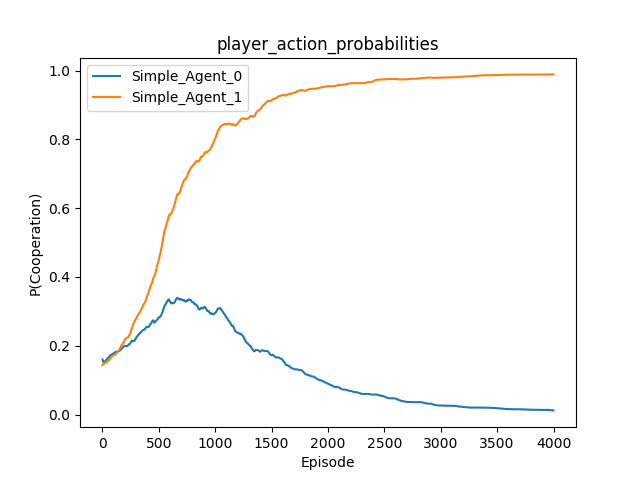 player_action_probabilities
Simple_Agent_0
Simple_Agent_1
P(Cooperation)
1.0
0.8
0.6
0.4
0.2
0.0
0 500 1000 1500 2000 2500 3000 3500 4000
Episode